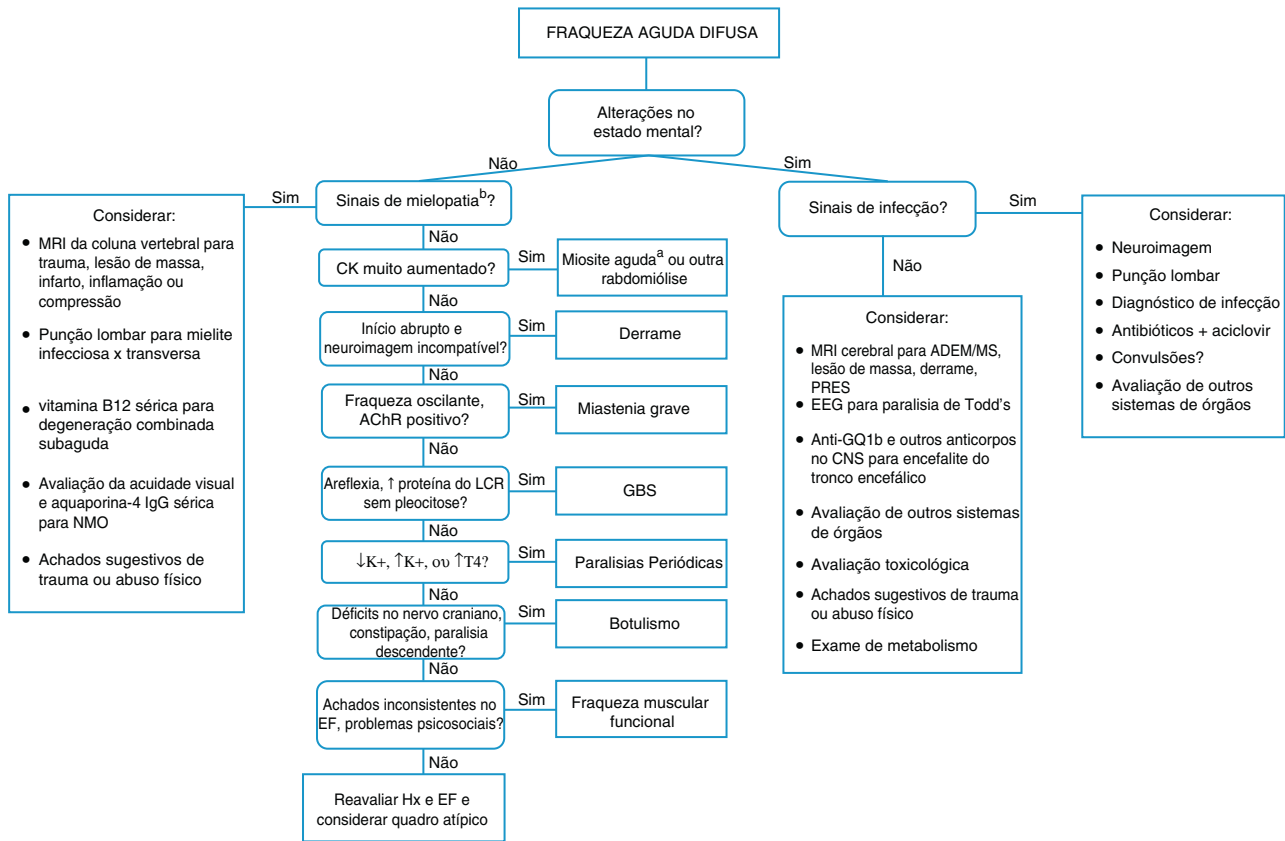 FRAQUEZA AGUDA DIFUSA
Alterações no
estado mental?
Não
Sim
Sinais de mielopatia^b?
Sim
Considerar:
• MRI da coluna vertebral para
trauma, lesão de massa,
infarto, inflamação ou
compressão
• Punção lombar para mielite
infecciosa x transversa
• vitamina B12 sérica para
degeneração combinada
subaguda
• Avaliação da acuidade visual
e aquaporina-4 IgG sérica
para NMO
• Achados sugestivos de
trauma ou abuso físico
Não
CK muito aumentado?
Sim
Miosite aguda^a ou outra
rabdomiólise
Não
Início abrupto e
neuroimagem incompatível?
Sim
Derrame
Não
Fraqueza oscilante,
AChR positivo?
Sim
Miastenia grave
Não
Areflexia, ↑ proteína do LCR
sem pleocitose?
Sim
GBS
Não
↓K+, ↑K+, ου ↑T4?
Sim
Paralisias Periódicas
Não
Déficits no nervo craniano,
constipação, paralisia
descendente?
Sim
Botulismo
Não
Achados inconsistentes no
EF, problemas psicosociais?
Sim
Fraqueza muscular
funcional
Não
Reavaliar Hx e EF e
considerar quadro atípico
Sinais de infecção?
Sim
Considerar:
• Neuroimagem
• Punção lombar
• Diagnóstico de infecção
• Antibióticos + aciclovir
• Convulsões?
• Avaliação de outros
sistemas de órgãos
Não
Considerar:
• MRI cerebral para ADEM/MS,
lesão de massa, derrame,
PRES
• EEG para paralisia de Todd's
• Anti-GQ1b e outros anticorpos
no CNS para encefalite do
tronco encefálico
• Avaliação de outros sistemas
de órgãos
• Avaliação toxicológica
• Achados sugestivos de trauma
ou abuso físico
• Exame de metabolismo